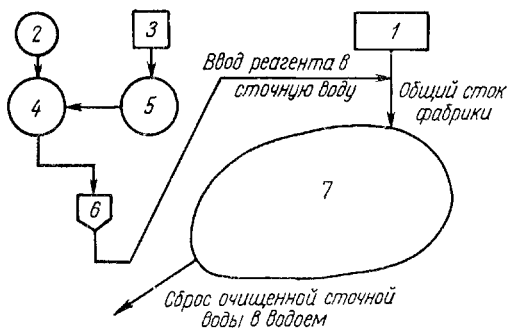 2
3
1
4
5
6
7
Ввод реагента в
сточную воду
Общий сток
фабрики
Сброс очищенной сточной
воды в водоем